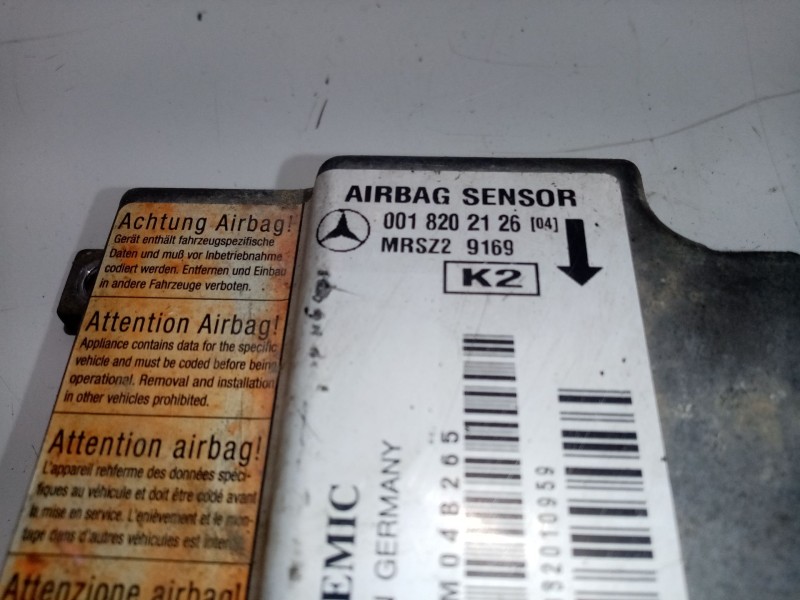 AIRBAG SENSOR
001 820 21 26 [04]
MRSZ2 9169
K2
Achtung Airbag!
Gerät enthält fahrzeugspezifische
Daten und muß vor Inbetriebnahme
codiert werden. Entfernen und Einbau
in andere Fahrzeuge verboten.
Attention Airbag!
Appliance contains data for the specific
vehicle and must be coded before being
operational. Removal and installation
in other vehicles prohibited.
Attention airbag!
L'appareil renferme des données spéci-
fiques au véhicule et doit être codé avant
la mise en service. L'enlèvement et le mon-
tage dans d'autres véhicules est
Attenzione airbag!
EMIC
N GERMANY
M04B265
392010959